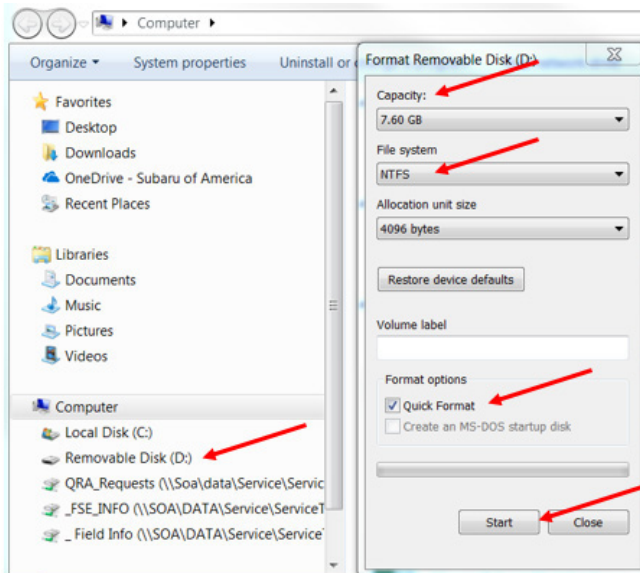 Computer
Organize
System properties
Uninstall or
Favorites
Desktop
Downloads
OneDrive - Subaru of America
Recent Places
Libraries
Documents
Music
Pictures
Videos
Computer
Local Disk (C:)
Removable Disk (D:)
QRA_Requests (\\Soa\data\Service\Servic
_FSE_INFO (\\SOA\DATA\Service\ServiceT
_ Field Info (\\SOA\DATA\Service\Service
Format Removable Disk (D:)
Capacity:
7.60 GB
File system
NTFS
Allocation unit size
4096 bytes
Restore device defaults
Volume label
Format options
Quick Format
Create an MS-DOS startup disk
Start
Close